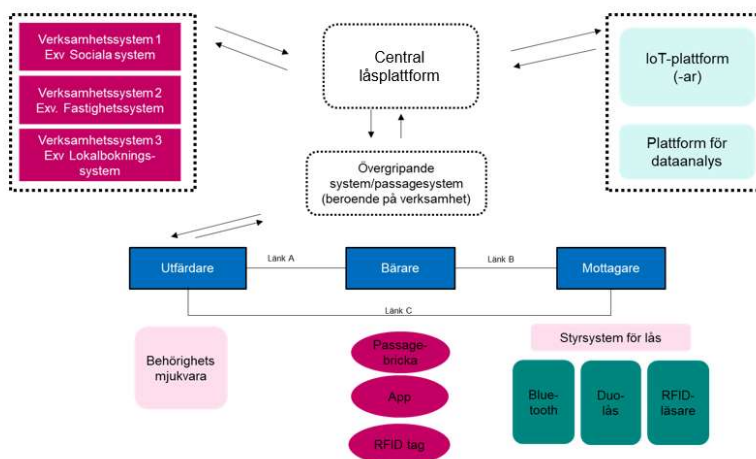 Verksamhetssystem 1
Exv Sociala system
Verksamhetssystem 2
Exv. Fastighetssystem
Verksamhetssystem 3
Exv Lokalboknings-
system
Central
låsplattform
IoT-plattform
(-ar)
Plattform för
dataanalys
Övergripande
system/passagesystem
(beroende på verksamhet)
Utfärdare
Länk A
Bärare
Länk B
Mottagare
Länk C
Behörighets
mjukvara
Passage-
bricka
App
RFID tag
Styrsystem för lås
Blue-
tooth
Duo-
lås
RFID-
läsare